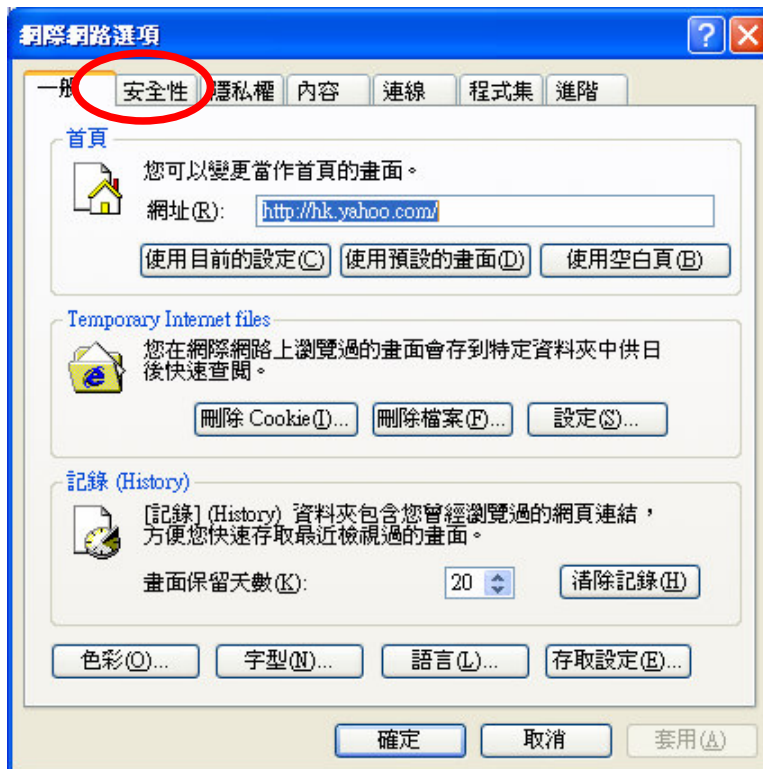 網際網路選項
一般 安全性 隱私權 內容 連線 程式集 進階
首頁
您可以變更當作首頁的畫面。
網址(R): http://hk.yahoo.com/
使用目前的設定(C) 使用預設的畫面(D) 使用空白頁(B)
Temporary Internet files
您在網際網路上瀏覽過的畫面會存到特定資料夾中供日
後快速查閱。
刪除 Cookie(I)... 刪除檔案(F)... 設定(S)...
記錄 (History)
[記錄] (History) 資料夾包含您曾經瀏覽過的網頁連結，
方便您快速存取最近檢視過的畫面。
畫面保留天數(K): 20 清除記錄(H)
色彩(O)... 字型(N)... 語言(L)... 存取設定(E)...
確定 取消 套用(A)